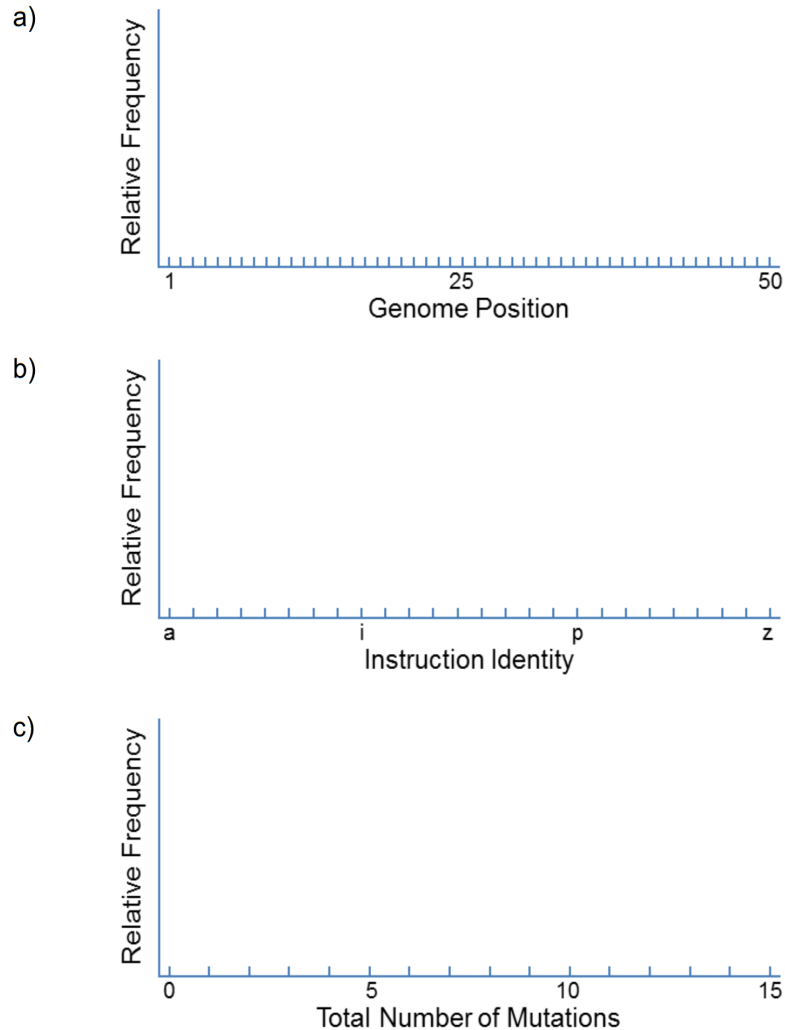 a)
Relative Frequency
1 25 50
Genome Position
b)
Relative Frequency
a i p z
Instruction Identity
c)
Relative Frequency
0 5 10 15
Total Number of Mutations